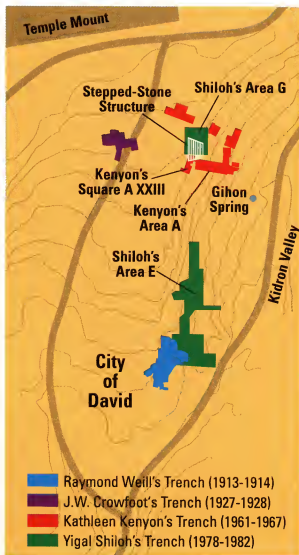 Temple Mount
Stepped-Stone
Structure
Shiloh's Area G
Kenyon's
Square A XXIII
Kenyon's
Area A
Gihon
Spring
Shiloh's
Area E
Kidron Valley
City
of
David
Raymond Weill's Trench (1913-1914)
J.W. Crowfoot's Trench (1927-1928)
Kathleen Kenyon's Trench (1961-1967)
Yigal Shiloh's Trench (1978-1982)